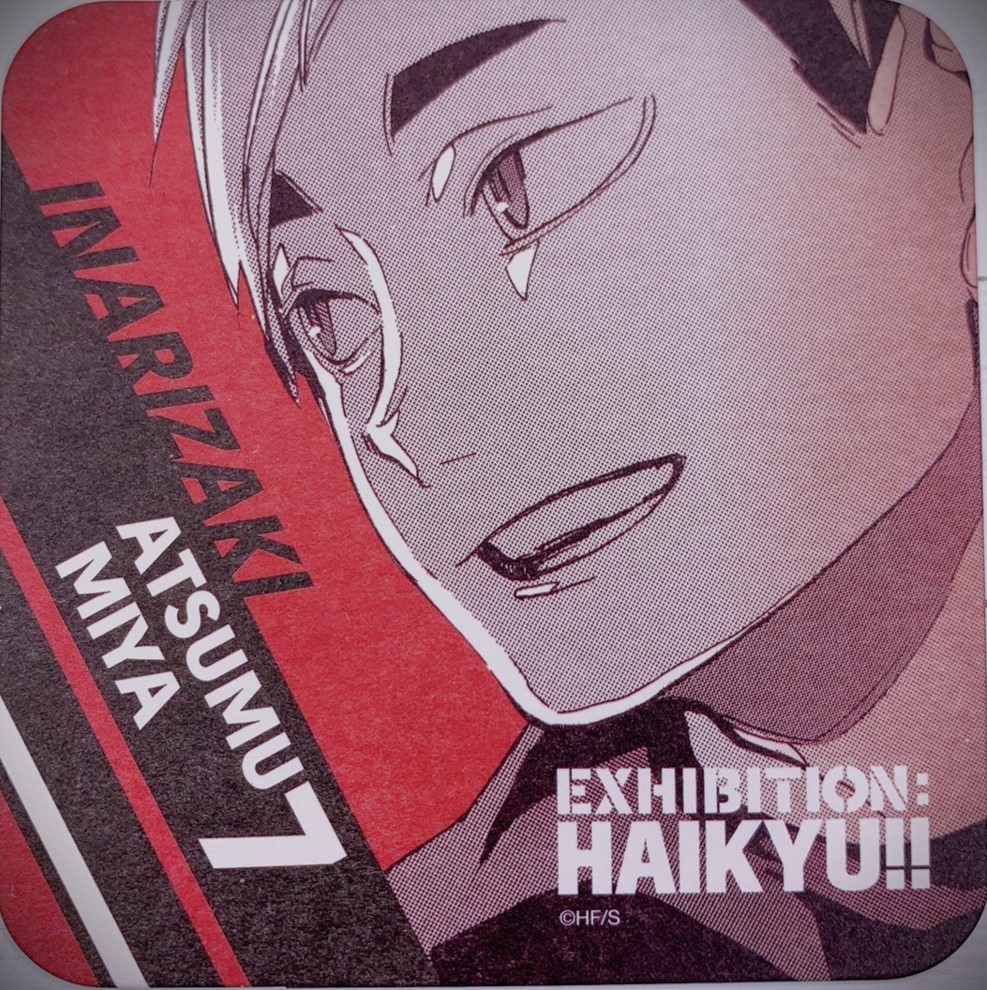 INARIZAKI
ATSUMU
MIYA
7
EXHIBITION:
HAIKYU!!
©HF/S